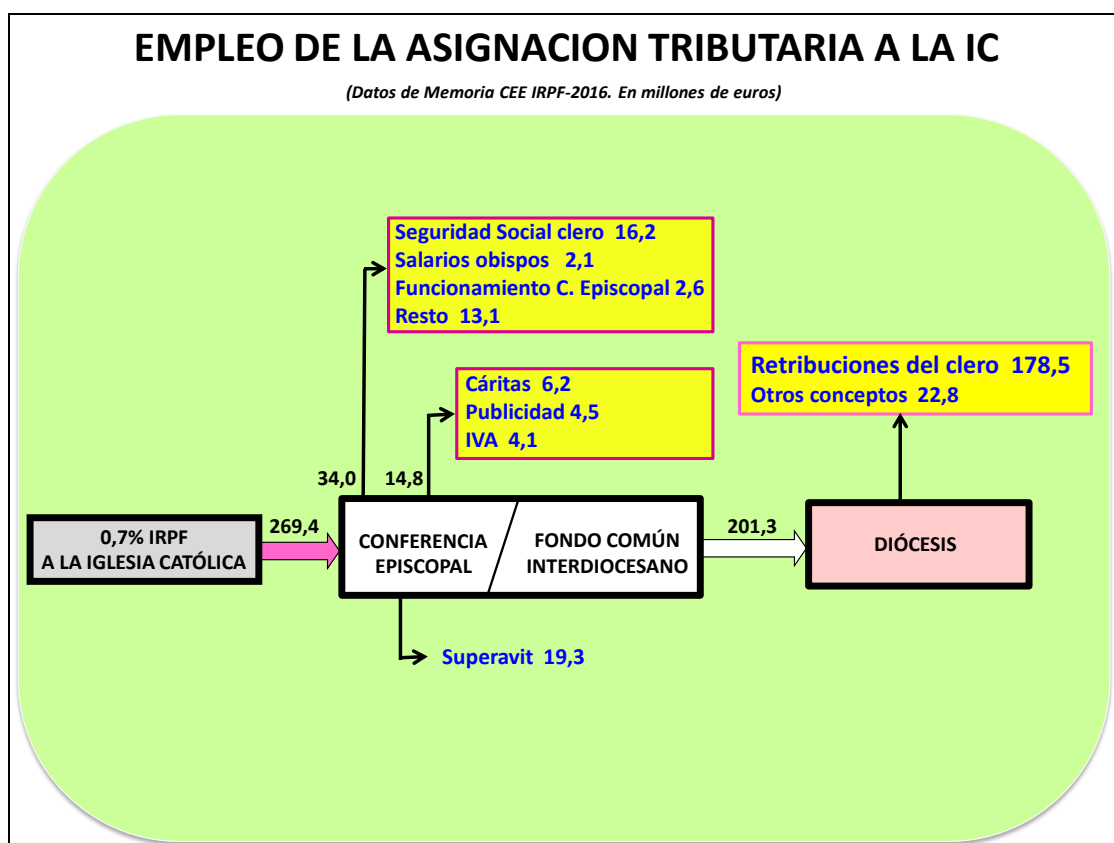 EMPLEO DE LA ASIGNACION TRIBUTARIA A LA IC
(Datos de Memoria CEE IRPF-2016. En millones de euros)
Seguridad Social clero 16,2
Salarios obispos 2,1
Funcionamiento C. Episcopal 2,6
Resto 13,1
Retribuciones del clero 178,5
Otros conceptos 22,8
Cáritas 6,2
Publicidad 4,5
IVA 4,1
34,0
14,8
0,7% IRPF
A LA IGLESIA CATÓLICA
269,4
CONFERENCIA
EPISCOPAL
FONDO COMÚN
INTERDIOCESANO
201,3
DIÓCESIS
Superavit 19,3